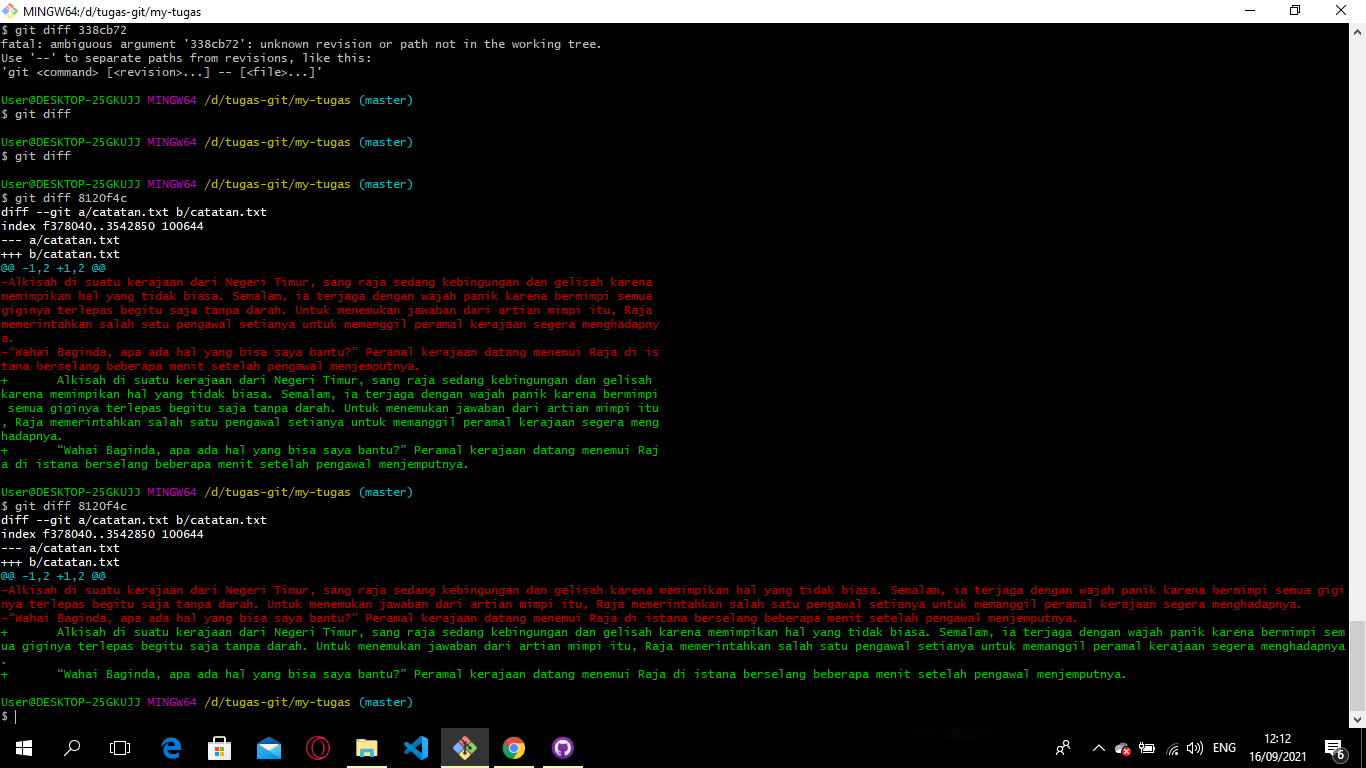 MINGW64:/d/tugas-git/my-tugas
$ git diff 338cb72
fatal: ambiguous argument '338cb72': unknown revision or path not in the working tree.
Use '--' to separate paths from revisions, like this:
'git <command> [<revision>...] -- [<file>...]'
User@DESKTOP-25GKUJJ MINGW64 /d/tugas-git/my-tugas (master)
$ git diff
User@DESKTOP-25GKUJJ MINGW64 /d/tugas-git/my-tugas (master)
$ git diff
User@DESKTOP-25GKUJJ MINGW64 /d/tugas-git/my-tugas (master)
$ git diff 8120f4c
diff --git a/catatan.txt b/catatan.txt
index f378040..3542850 100644
--- a/catatan.txt
+++ b/catatan.txt
@@ -1,2 +1,2 @@
-Alkisah di suatu kerajaan dari Negeri Timur, sang raja sedang kebingungan dan gelisah karena
memimpikan hal yang tidak biasa. Semalam, ia terjaga dengan wajah panik karena bermimpi semua
giginya terlepas begitu saja tanpa darah. Untuk menemukan jawaban dari artian mimpi itu, Raja
memerintahkan salah satu pengawal setianya untuk memanggil peramal kerajaan segera menghadapny
a.
-“Wahai Baginda, apa ada hal yang bisa saya bantu?” Peramal kerajaan datang menemui Raja di is
tana berselang beberapa menit setelah pengawal menjemputnya.
+       Alkisah di suatu kerajaan dari Negeri Timur, sang raja sedang kebingungan dan gelisah
karena memimpikan hal yang tidak biasa. Semalam, ia terjaga dengan wajah panik karena bermimpi
 semua giginya terlepas begitu saja tanpa darah. Untuk menemukan jawaban dari artian mimpi itu
, Raja memerintahkan salah satu pengawal setianya untuk memanggil peramal kerajaan segera meng
hadapnya.
+       “Wahai Baginda, apa ada hal yang bisa saya bantu?” Peramal kerajaan datang menemui Raj
a di istana berselang beberapa menit setelah pengawal menjemputnya.
User@DESKTOP-25GKUJJ MINGW64 /d/tugas-git/my-tugas (master)
$ git diff 8120f4c
diff --git a/catatan.txt b/catatan.txt
index f378040..3542850 100644
--- a/catatan.txt
+++ b/catatan.txt
@@ -1,2 +1,2 @@
-Alkisah di suatu kerajaan dari Negeri Timur, sang raja sedang kebingungan dan gelisah karena memimpikan hal yang tidak biasa. Semalam, ia terjaga dengan wajah panik karena bermimpi semua gigi
nya terlepas begitu saja tanpa darah. Untuk menemukan jawaban dari artian mimpi itu, Raja memerintahkan salah satu pengawal setianya untuk memanggil peramal kerajaan segera menghadapnya.
-“Wahai Baginda, apa ada hal yang bisa saya bantu?” Peramal kerajaan datang menemui Raja di istana berselang beberapa menit setelah pengawal menjemputnya.
+       Alkisah di suatu kerajaan dari Negeri Timur, sang raja sedang kebingungan dan gelisah karena memimpikan hal yang tidak biasa. Semalam, ia terjaga dengan wajah panik karena bermimpi sem
ua giginya terlepas begitu saja tanpa darah. Untuk menemukan jawaban dari artian mimpi itu, Raja memerintahkan salah satu pengawal setianya untuk memanggil peramal kerajaan segera menghadapnya
.
+       “Wahai Baginda, apa ada hal yang bisa saya bantu?” Peramal kerajaan datang menemui Raja di istana berselang beberapa menit setelah pengawal menjemputnya.
User@DESKTOP-25GKUJJ MINGW64 /d/tugas-git/my-tugas (master)
$
ENG
12:12
16/09/2021
6